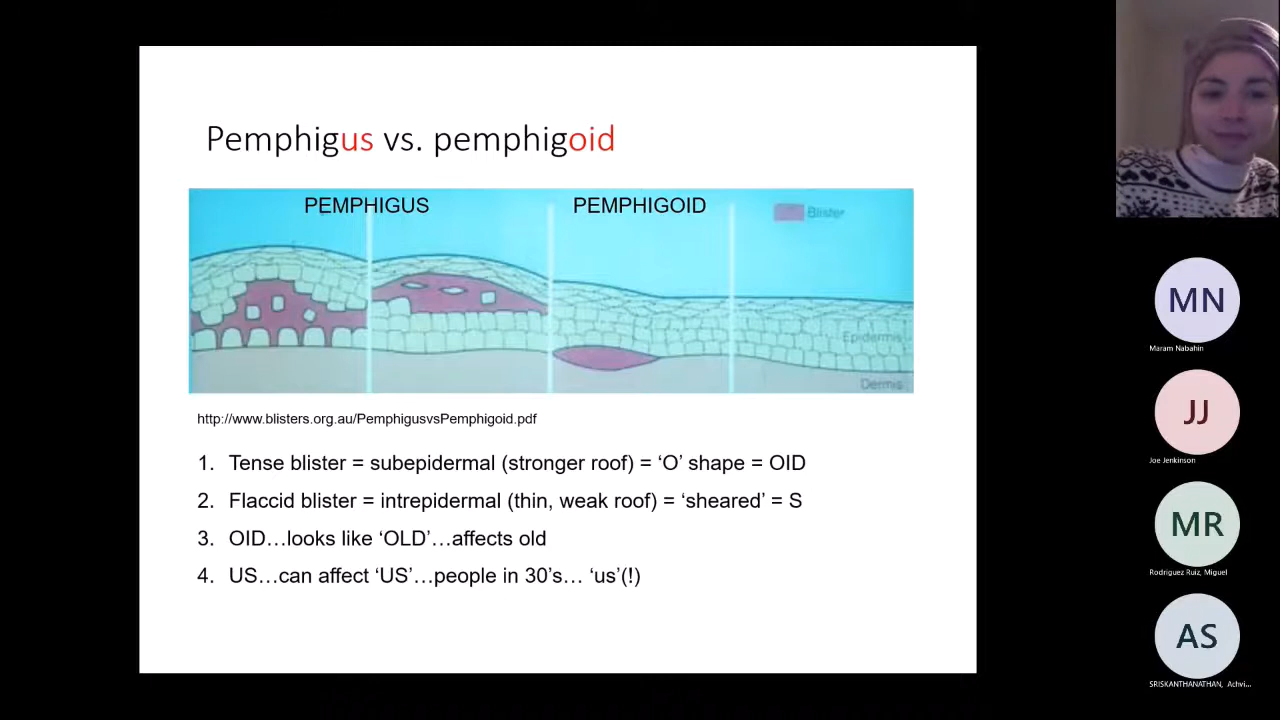 Pemphigus vs. pemphigoid
PEMPHIGUS
PEMPHIGOID
Blister
Epidermis
Dermis
http://www.blisters.org.au/PemphigusvsPemphigoid.pdf
1. Tense blister = subepidermal (stronger roof) = ‘O’ shape = OID
2. Flaccid blister = intrepidermal (thin, weak roof) = ‘sheared’ = S
3. OID…looks like ‘OLD’…affects old
4. US…can affect ‘US’…people in 30’s… ‘us’(!)
MN
Maram Nabahin
JJ
Joe Jenkinson
MR
Rodriguez Ruiz, Miguel
AS
SRISKANTHANATHAN, Achvi...